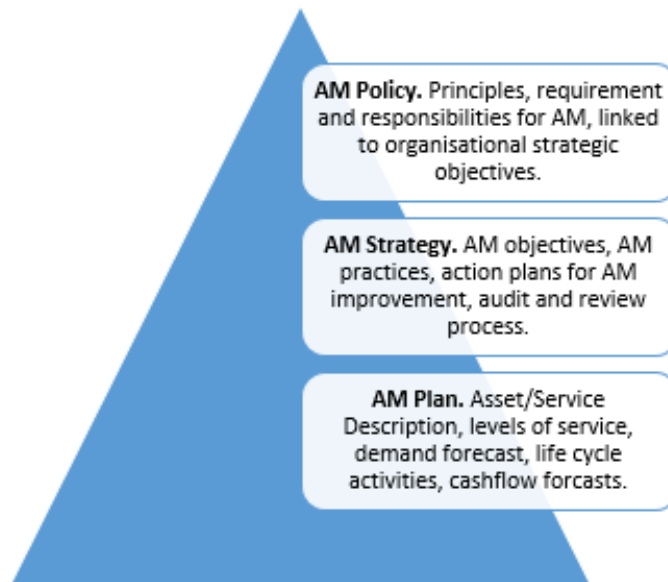 AM Policy. Principles, requirement
and responsibilities for AM, linked
to organisational strategic
objectives.
AM Strategy. AM objectives, AM
practices, action plans for AM
improvement, audit and review
process.
AM Plan. Asset/Service
Description, levels of service,
demand forecast, life cycle
activities, cashflow forcasts.